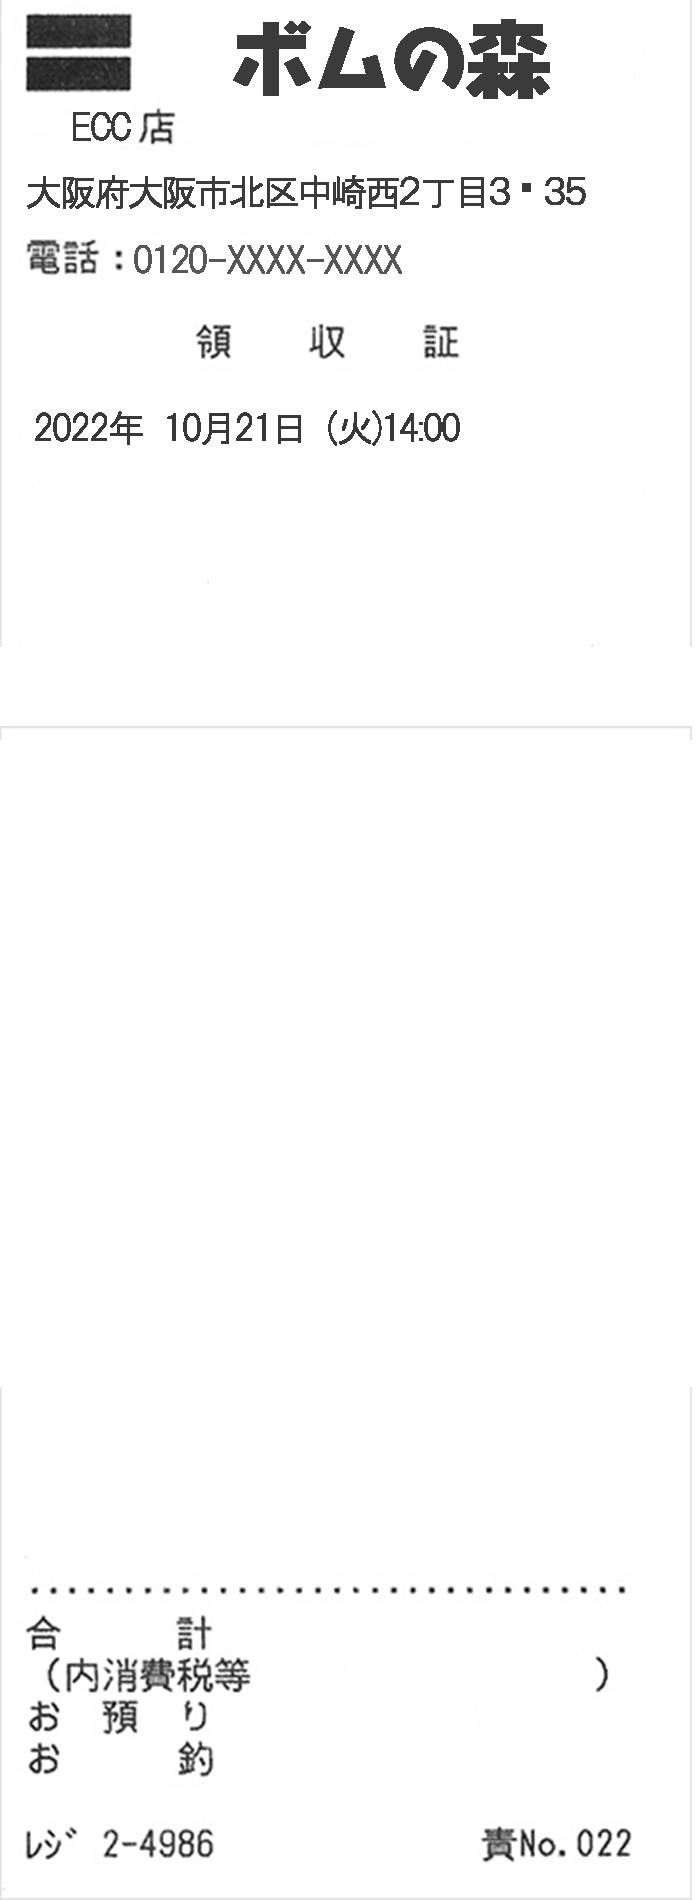 ボムの森
ECC店
大阪府大阪市北区中崎西2丁目3・35
電話：0120-XXXX-XXXX
領 収 証
2022年 10月21日 (火)14:00
合 計
（内消費税等 ）
お 預 り
お 釣
ﾚｼﾞ 2-4986 責No.022